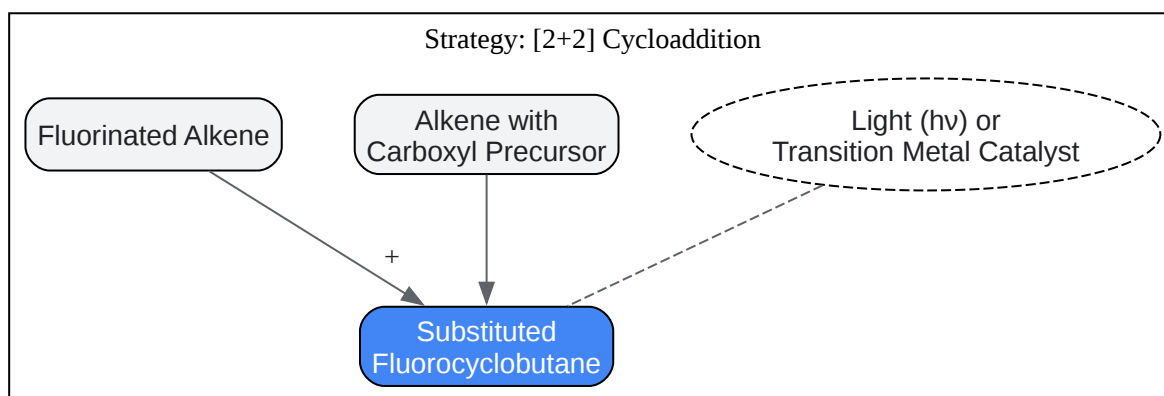 Strategy: [2+2] Cycloaddition
Fluorinated Alkene
Alkene with
Carboxyl Precursor
Light (hν) or
Transition Metal Catalyst
+
Substituted
Fluorocyclobutane